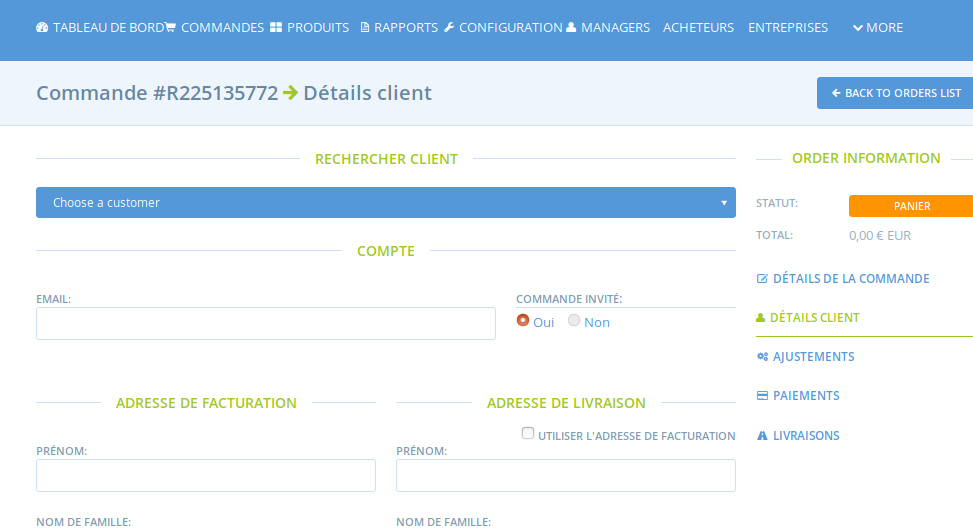 TABLEAU DE BORD COMMANDES PRODUITS RAPPORTS CONFIGURATION MANAGERS ACHETEURS ENTREPRISES MORE
Commande #R225135772 Détails client
BACK TO ORDERS LIST
RECHERCHER CLIENT
Choose a customer
COMPTE
EMAIL:
COMMANDE INVITÉ:
Oui Non
ADRESSE DE FACTURATION
ADRESSE DE LIVRAISON
UTILISER L'ADRESSE DE FACTURATION
PRÉNOM:
PRÉNOM:
NOM DE FAMILLE:
NOM DE FAMILLE:
ORDER INFORMATION
STATUT: PANIER
TOTAL: 0,00 € EUR
DÉTAILS DE LA COMMANDE
DÉTAILS CLIENT
AJUSTEMENTS
PAIEMENTS
LIVRAISONS